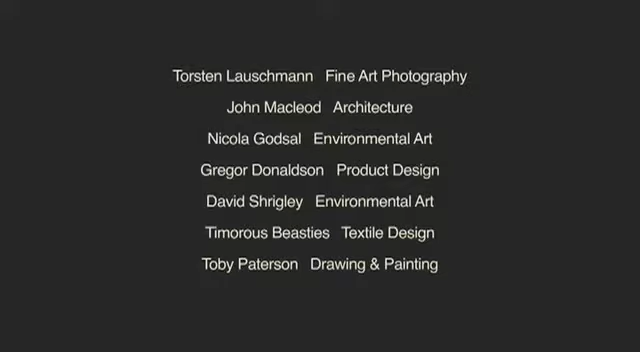 Torsten Lauschmann Fine Art Photography
John Macleod Architecture
Nicola Godsal Environmental Art
Gregor Donaldson Product Design
David Shrigley Environmental Art
Timorous Beasties Textile Design
Toby Paterson Drawing & Painting